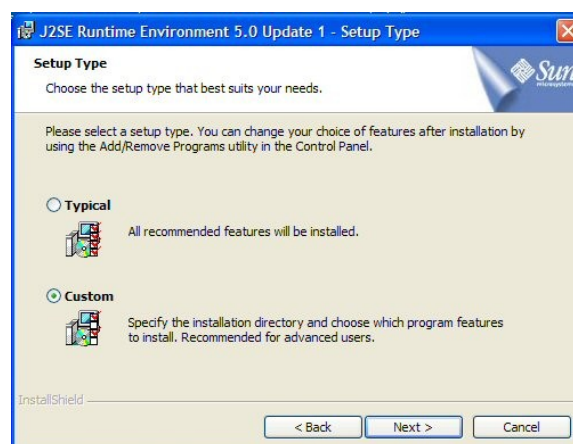 J2SE Runtime Environment 5.0 Update 1 - Setup Type
Setup Type
Choose the setup type that best suits your needs.
Sun
microsystems
Please select a setup type. You can change your choice of features after installation by
using the Add/Remove Programs utility in the Control Panel.
Typical
All recommended features will be installed.
Custom
Specify the installation directory and choose which program features
to install. Recommended for advanced users.
InstallShield
< Back
Next >
Cancel